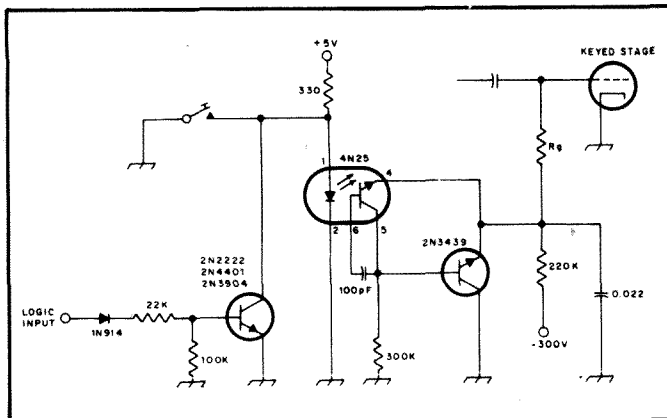 +5V
KEYED STAGE
330
4N25
1
4
Rg
2
6
5
2N3439
2N2222
2N4401
2N3904
220K
100pF
0.022
LOGIC
INPUT
22K
1N914
-300V
100K
300K